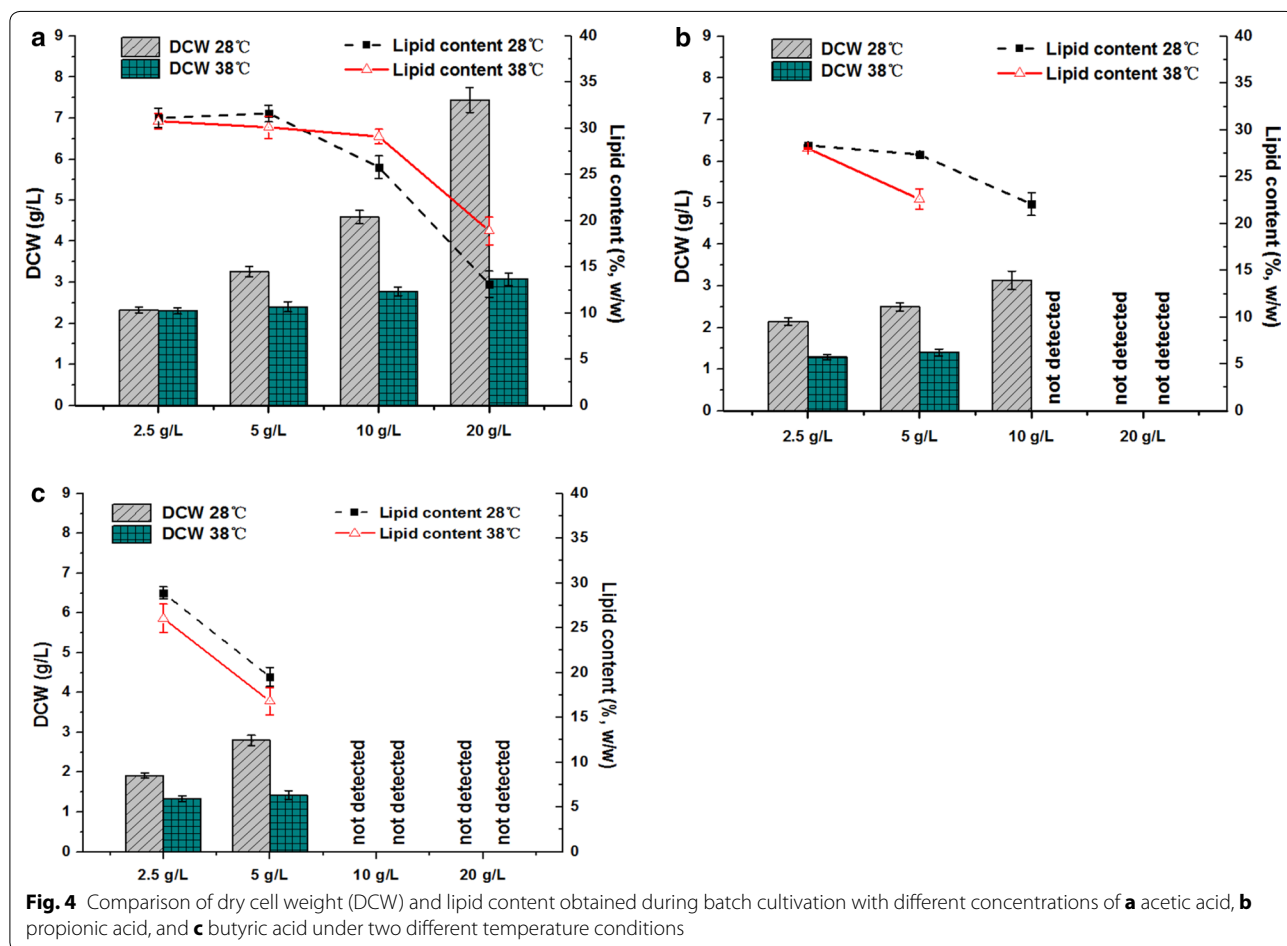 a
DCW 28℃
DCW 38℃
Lipid content 28℃
Lipid content 38℃
9
8
7
6
5
4
3
2
1
0
DCW (g/L)
40
35
30
25
20
15
10
5
0
Lipid content (%, w/w)
2.5 g/L
5 g/L
10 g/L
20 g/L
b
DCW 28℃
DCW 38℃
Lipid content 28℃
Lipid content 38℃
9
8
7
6
5
4
3
2
1
0
DCW (g/L)
40
35
30
25
20
15
10
5
0
Lipid content (%, w/w)
not detected
not detected
not detected
2.5 g/L
5 g/L
10 g/L
20 g/L
c
DCW 28℃
DCW 38℃
Lipid content 28℃
Lipid content 38℃
9
8
7
6
5
4
3
2
1
0
DCW (g/L)
40
35
30
25
20
15
10
5
0
Lipid content (%, w/w)
not detected
not detected
not detected
not detected
2.5 g/L
5 g/L
10 g/L
20 g/L
Fig. 4 Comparison of dry cell weight (DCW) and lipid content obtained during batch cultivation with different concentrations of a acetic acid, b
propionic acid, and c butyric acid under two different temperature conditions